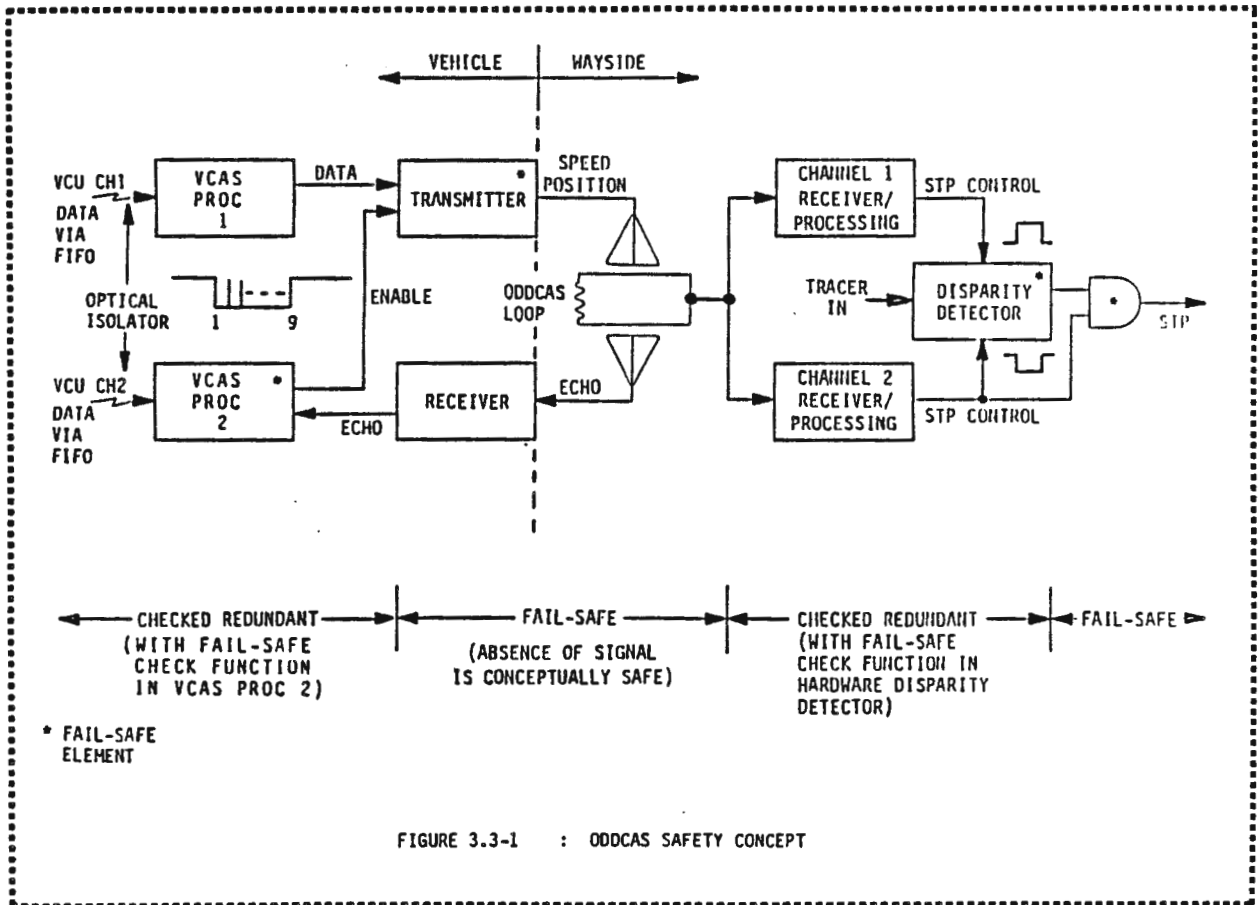 VEHICLE
WAYSIDE
VCU CH1
DATA
VIA
FIFO
VCAS
PROC
1
DATA
TRANSMITTER
*
SPEED
POSITION
CHANNEL 1
RECEIVER/
PROCESSING
STP CONTROL
OPTICAL
ISOLATOR
1
9
ENABLE
ODDCAS
LOOP
TRACER
IN
DISPARITY
DETECTOR
*
*
STP
VCU CH2
DATA
VIA
FIFO
VCAS
PROC
2
*
ECHO
RECEIVER
ECHO
CHANNEL 2
RECEIVER/
PROCESSING
STP CONTROL
CHECKED REDUNDANT
(WITH FAIL-SAFE
CHECK FUNCTION
IN VCAS PROC 2)
FAIL-SAFE
(ABSENCE OF SIGNAL
IS CONCEPTUALLY SAFE)
CHECKED REDUNDANT
(WITH FAIL-SAFE
CHECK FUNCTION IN
HARDWARE DISPARITY
DETECTOR)
FAIL-SAFE
* FAIL-SAFE
ELEMENT
FIGURE 3.3-1 : ODDCAS SAFETY CONCEPT